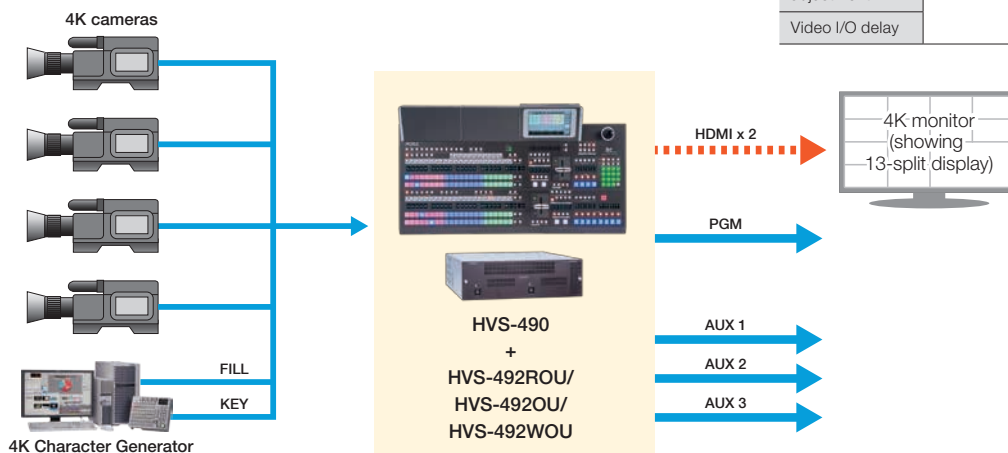 4K cameras
Video I/O delay
HDMI x 2
4K monitor
(showing
13-split display)
PGM
HVS-490
+
HVS-492ROU/
HVS-492OU/
HVS-492WOU
AUX 1
AUX 2
AUX 3
FILL
KEY
4K Character Generator